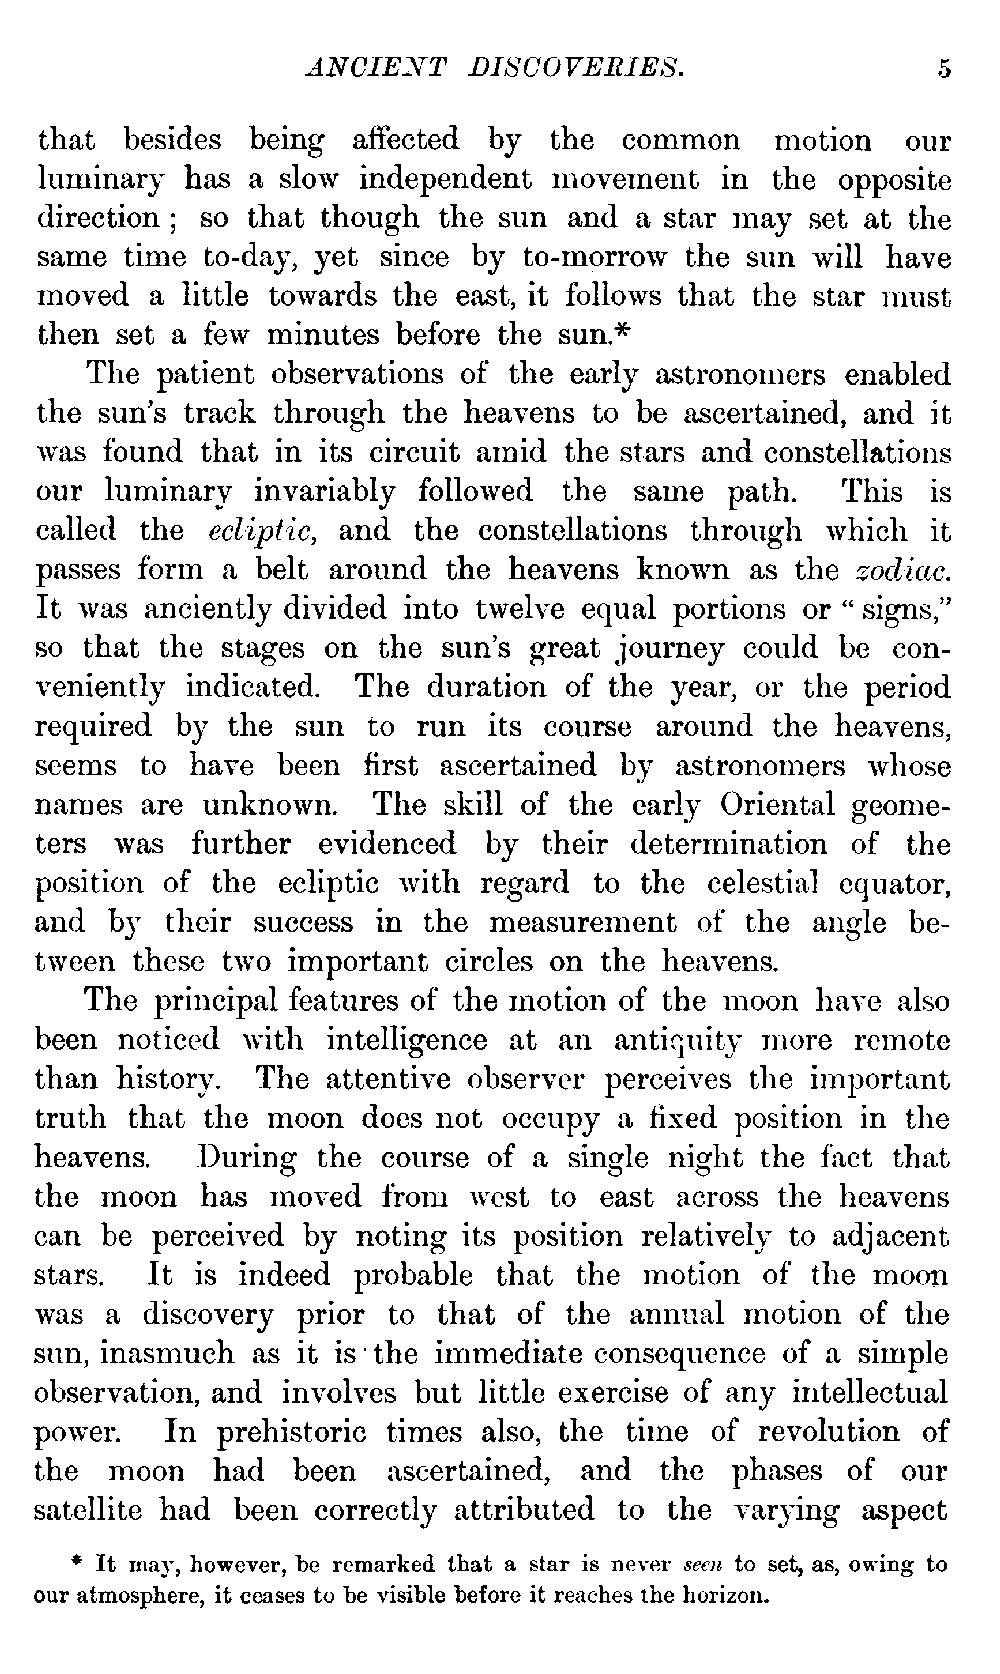 ANCIENT DISCOVERIES. 5
that besides being affected by the common motion our
luminary has a slow independent movement in the opposite
direction ; so that though the sun and a star may set at the
same time to-day, yet since by to-morrow the sun will have
moved a little towards the east, it follows that the star must
then set a few minutes before the sun.*
The patient observations of the early astronomers enabled
the sun's track through the heavens to be ascertained, and it
was found that in its circuit amid the stars and constellations
our luminary invariably followed the same path. This is
called the ecliptic, and the constellations through which it
passes form a belt around the heavens known as the zodiac.
It was anciently divided into twelve equal portions or “ signs,”
so that the stages on the sun's great journey could be con-
veniently indicated. The duration of the year, or the period
required by the sun to run its course around the heavens,
seems to have been first ascertained by astronomers whose
names are unknown. The skill of the early Oriental geome-
ters was further evidenced by their determination of the
position of the ecliptic with regard to the celestial equator,
and by their success in the measurement of the angle be-
tween these two important circles on the heavens.
The principal features of the motion of the moon have also
been noticed with intelligence at an antiquity more remote
than history. The attentive observer perceives the important
truth that the moon does not occupy a fixed position in the
heavens. During the course of a single night the fact that
the moon has moved from west to east across the heavens
can be perceived by noting its position relatively to adjacent
stars. It is indeed probable that the motion of the moon
was a discovery prior to that of the annual motion of the
sun, inasmuch as it is the immediate consequence of a simple
observation, and involves but little exercise of any intellectual
power. In prehistoric times also, the time of revolution of
the moon had been ascertained, and the phases of our
satellite had been correctly attributed to the varying aspect
* It may, however, be remarked that a star is never seen to set, as, owing to
our atmosphere, it ceases to be visible before it reaches the horizon.